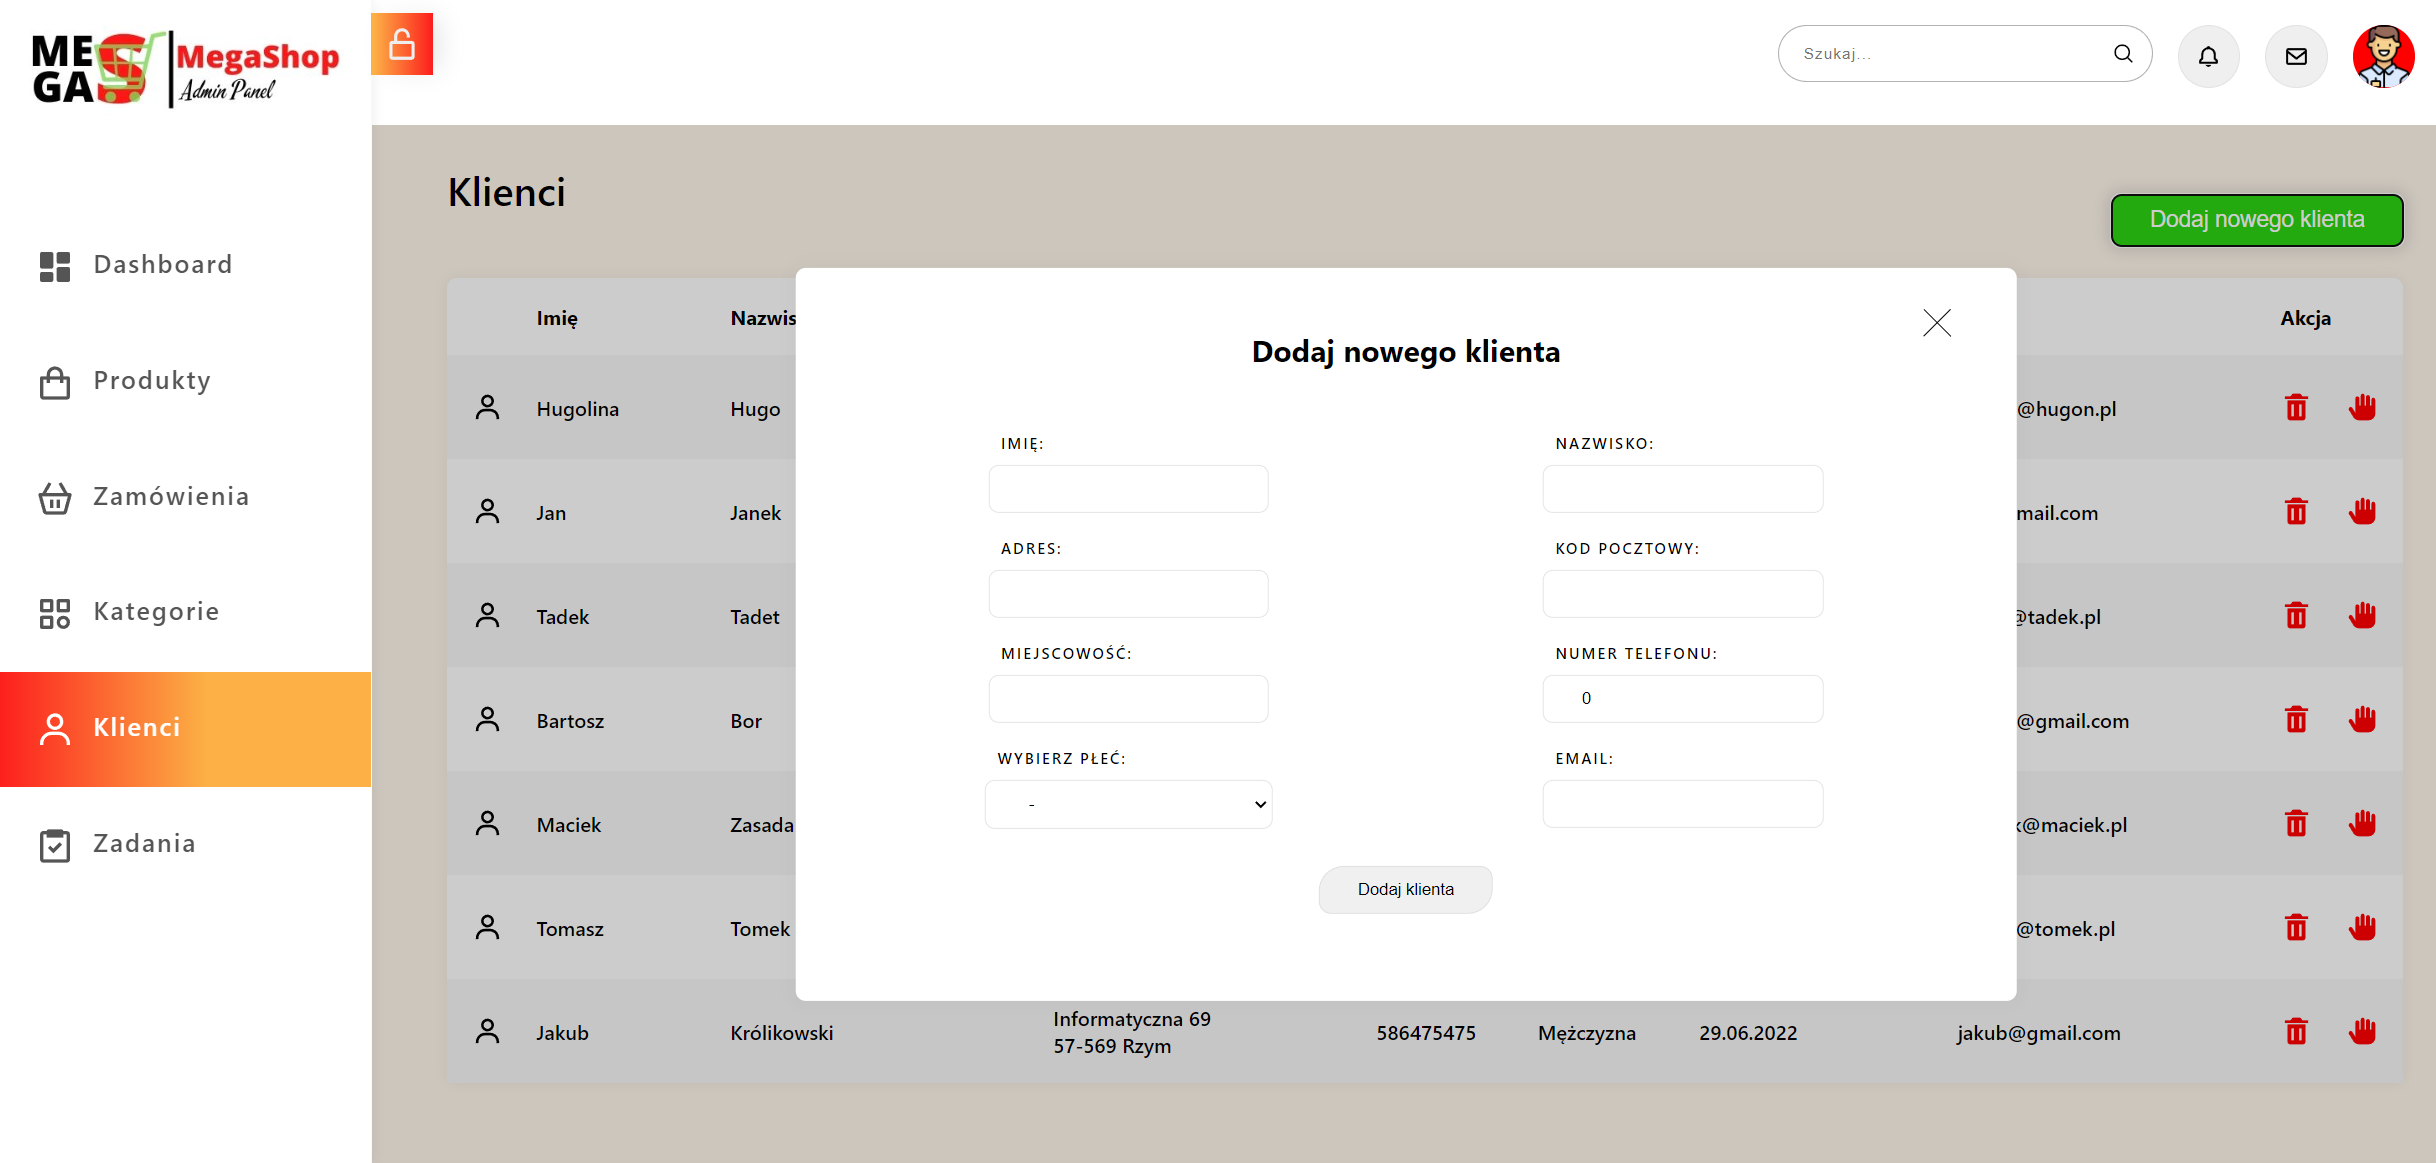 ME
GA
MegaShop
Admin Panel
Szukaj...
Dashboard
Produkty
Zamówienia
Kategorie
Klienci
Zadania
Klienci
Dodaj nowego klienta
Imię Nazwis Akcja
Hugolina Hugo @hugon.pl
Jan Janek mail.com
Tadek Tadet @tadek.pl
Bartosz Bor @gmail.com
Maciek Zasada k@maciek.pl
Tomasz Tomek @tomek.pl
Jakub Królikowski Informatyczna 69 586475475 Mężczyzna 29.06.2022 jakub@gmail.com
57-569 Rzym
Dodaj nowego klienta
IMIĘ: NAZWISKO:
ADRES: KOD POCZTOWY:
MIEJSCOWOŚĆ: NUMER TELEFONU:
0
WYBIERZ PŁEĆ: EMAIL:
-
Dodaj klienta